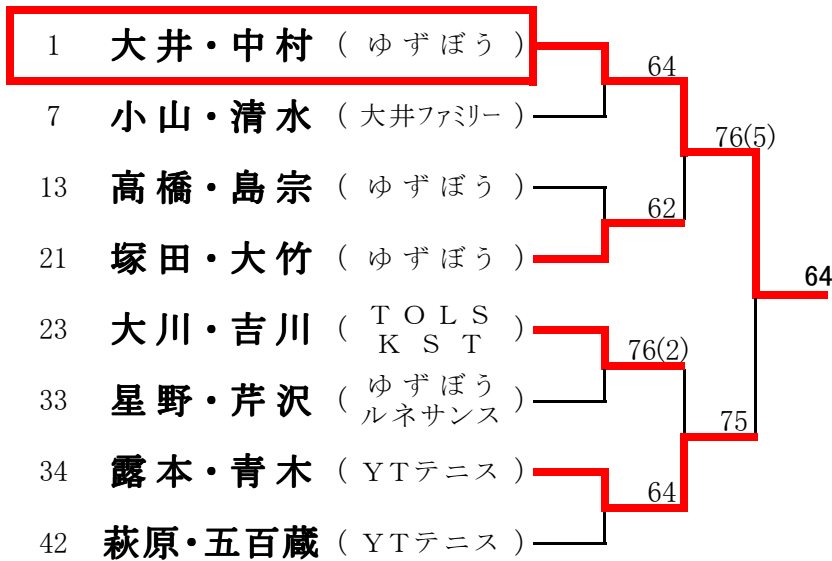 1 大井・中村 ( ゆずぼう )
64
7 小山・清水 ( 大井ファミリー )
76(5)
13 高橋・島宗 ( ゆずぼう )
62
21 塚田・大竹 ( ゆずぼう )
64
23 大川・吉川 ( TOLS
KST )
76(2)
33 星野・芹沢 ( ゆずぼう
ルネサンス )
75
34 露本・青木 ( YTテニス )
64
42 萩原・五百蔵 ( YTテニス )